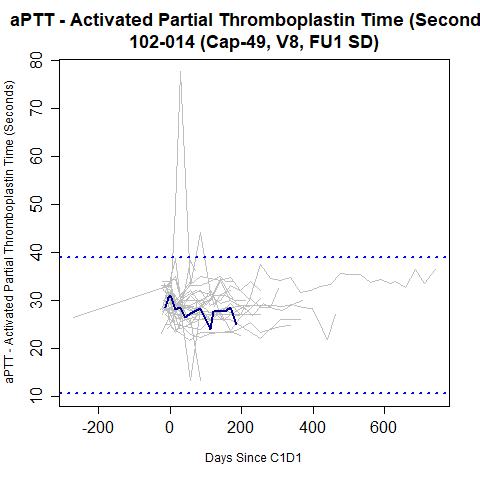 aPTT - Activated Partial Thromboplastin Time (Second
102-014 (Cap-49, V8, FU1 SD)
aPTT - Activated Partial Thromboplastin Time (Seconds)
80
70
60
50
40
30
20
10
-200 0 200 400 600
Days Since C1D1